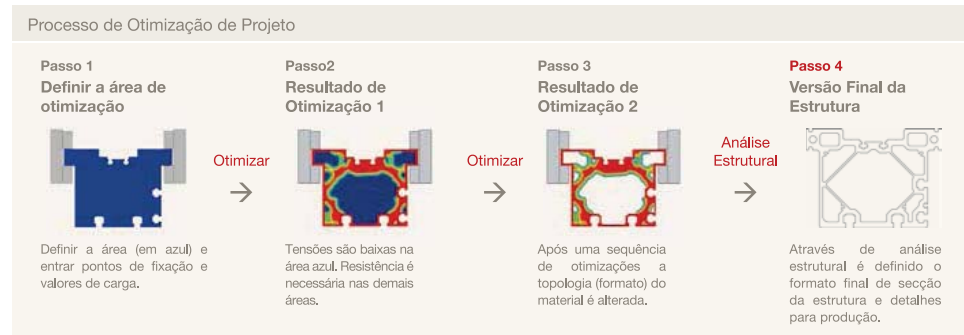 Processo de Otimização de Projeto
Passo 1
Definir a área de
otimização
Otimizar
Definir a área (em azul) e
entrar pontos de fixação e
valores de carga.
Passo2
Resultado de
Otimização 1
Otimizar
Tensões são baixas na
área azul. Resistência é
necessária nas demais
áreas.
Passo 3
Resultado de
Otimização 2
Análise
Estrutural
Após uma sequência
de otimizações a
topologia (formato) do
material é alterada.
Passo 4
Versão Final da
Estrutura
Através de análise
estrutural é definido o
formato final de secção
da estrutura e detalhes
para produção.